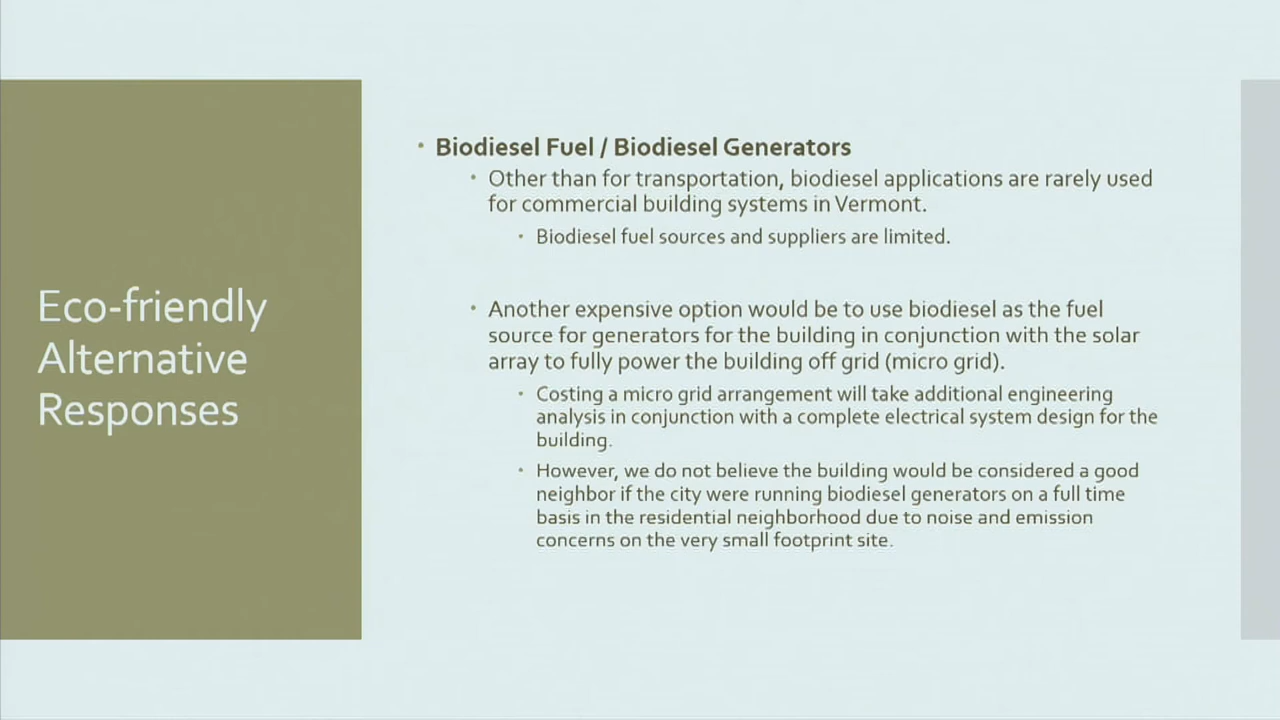 Eco-friendly
Alternative
Responses
• Biodiesel Fuel / Biodiesel Generators
• Other than for transportation, biodiesel applications are rarely used
for commercial building systems in Vermont.
• Biodiesel fuel sources and suppliers are limited.
• Another expensive option would be to use biodiesel as the fuel
source for generators for the building in conjunction with the solar
array to fully power the building off grid (micro grid).
• Costing a micro grid arrangement will take additional engineering
analysis in conjunction with a complete electrical system design for the
building.
• However, we do not believe the building would be considered a good
neighbor if the city were running biodiesel generators on a full time
basis in the residential neighborhood due to noise and emission
concerns on the very small footprint site.